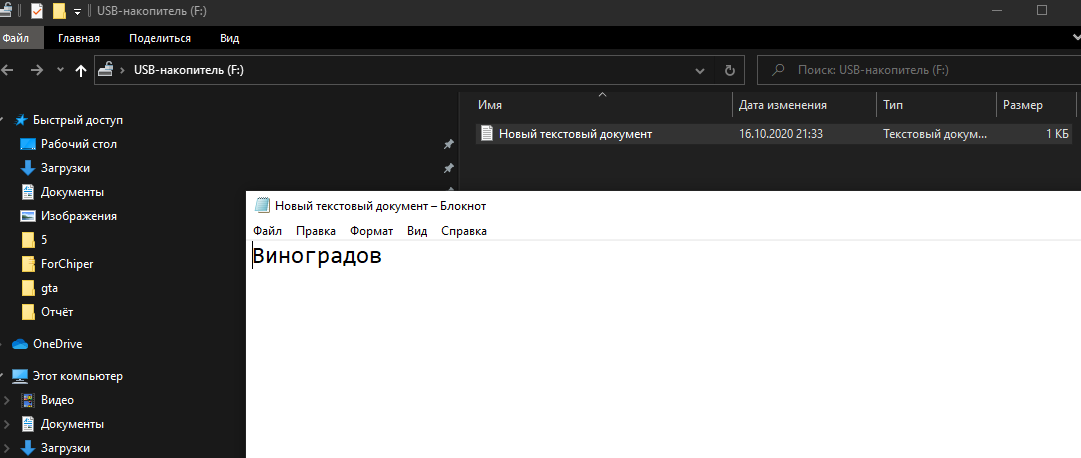 USB-накопитель (F:)
Файл Главная Поделиться Вид
USB-накопитель (F:) Поиск: USB-накопитель (F:)
Имя Дата изменения Тип Размер
Новый текстовый документ 16.10.2020 21:33 Текстовый докум... 1 КБ
Быстрый доступ
Рабочий стол
Загрузки
Документы
Изображения
5
ForChiper
gta
Отчёт
OneDrive
Этот компьютер
Видео
Документы
Загрузки
Новый текстовый документ – Блокнот
Файл Правка Формат Вид Справка
Виноградов